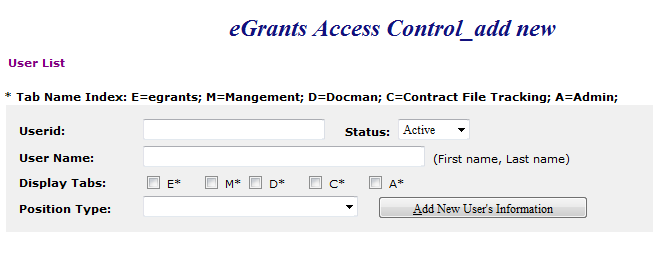 eGrants Access Control_add new
User List
* Tab Name Index: E=egrants; M=Mangement; D=Docman; C=Contract File Tracking; A=Admin;
Userid: Status: Active
User Name: (First name, Last name)
Display Tabs: E* M* D* C* A*
Position Type: Add New User's Information